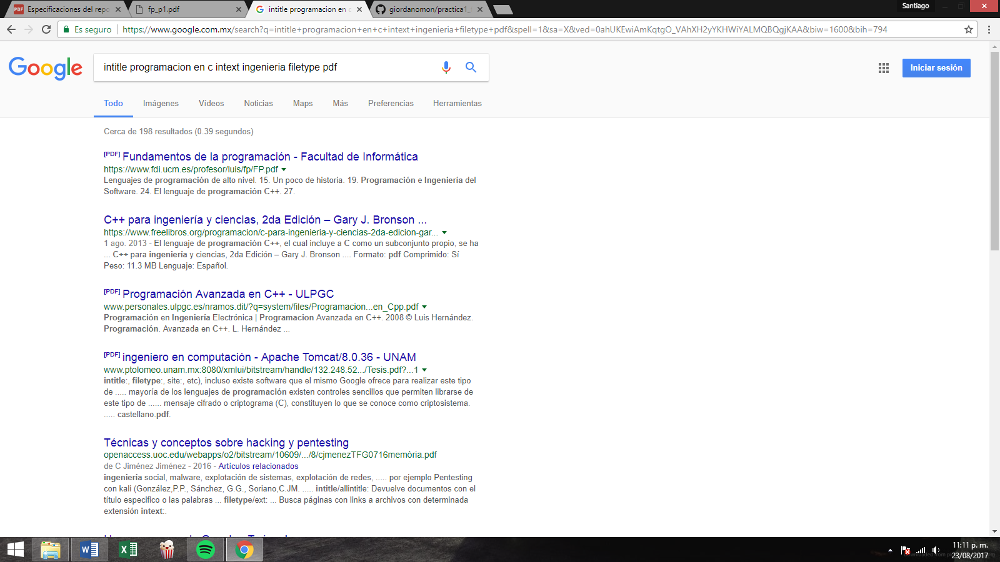 Especificaciones del repo
fp_p1.pdf
intitle programacion en c
giordanomon/practica1_
Santiago
Es seguro
https://www.google.com.mx/search?q=intitle+programacion+en+c+intext+ingenieria+filetype+pdf&spell=1&sa=X&ved=0ahUKEwiAmKqtgO_VAhXH2yYKHWiYALMQBQgjKAA&biw=1600&bih=794
Google
intitle programacion en c intext ingenieria filetype pdf
Iniciar sesión
Todo Imágenes Vídeos Noticias Maps Más Preferencias Herramientas
Cerca de 198 resultados (0.39 segundos)
[PDF] Fundamentos de la programación - Facultad de Informática
https://www.fdi.ucm.es/profesor/luis/fp/FP.pdf
Lenguajes de programación de alto nivel. 15. Un poco de historia. 19. Programación e Ingeniería del
Software. 24. El lenguaje de programación C++. 27.
C++ para ingeniería y ciencias, 2da Edición – Gary J. Bronson ...
https://www.freelibros.org/programacion/c-para-ingenieria-y-ciencias-2da-edicion-gar...
1 ago. 2013 - El lenguaje de programación C++, el cual incluye a C como un subconjunto propio, se ha
... C++ para ingeniería y ciencias, 2da Edición – Gary J. Bronson .... Formato: pdf Comprimido: Sí
Peso: 11.3 MB Lenguaje: Español.
[PDF] Programación Avanzada en C++ - ULPGC
www.personales.ulpgc.es/nramos.dit/?q=system/files/Programacion...en_Cpp.pdf
Programación en Ingeniería Electrónica | Programacion Avanzada en C++. 2008 © Luis Hernández.
Programación. Avanzada en C++. L. Hernández ...
[PDF] ingeniero en computación - Apache Tomcat/8.0.36 - UNAM
www.ptolomeo.unam.mx:8080/xmlui/bitstream/handle/132.248.52.../Tesis.pdf?...1
intitle:, filetype:, site:, etc), incluso existe software que el mismo Google ofrece para realizar este tipo
de ..... mayoría de los lenguajes de programación existen controles sencillos que permiten librarse de
este tipo de ...... mensaje cifrado o criptograma (C), constituyen lo que se conoce como criptosistema.
..... castellano.pdf.
Técnicas y conceptos sobre hacking y pentesting
openaccess.uoc.edu/webapps/o2/bitstream/10609/.../8/cjmenezTFG0716memòria.pdf
de C Jiménez Jiménez - 2016 - Artículos relacionados
ingeniería social, malware, explotación de sistemas, explotación de redes, ..... por ejemplo Pentesting
con kali (González,P.P., Sánchez, G.G., Soriano,C.JM. ..... intitle/allintitle: Devuelve documentos con el
título especifico o las palabras ... filetype/ext: ... Busca páginas con links a archivos con determinada
extensión intext:.
11:11 p. m.
23/08/2017